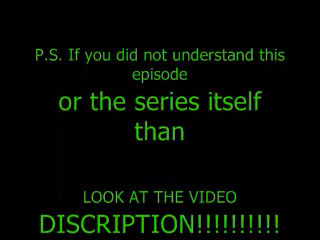 P.S. If you did not understand this
episode
or the series itself
than
LOOK AT THE VIDEO
DISCRIPTION!!!!!!!!!!